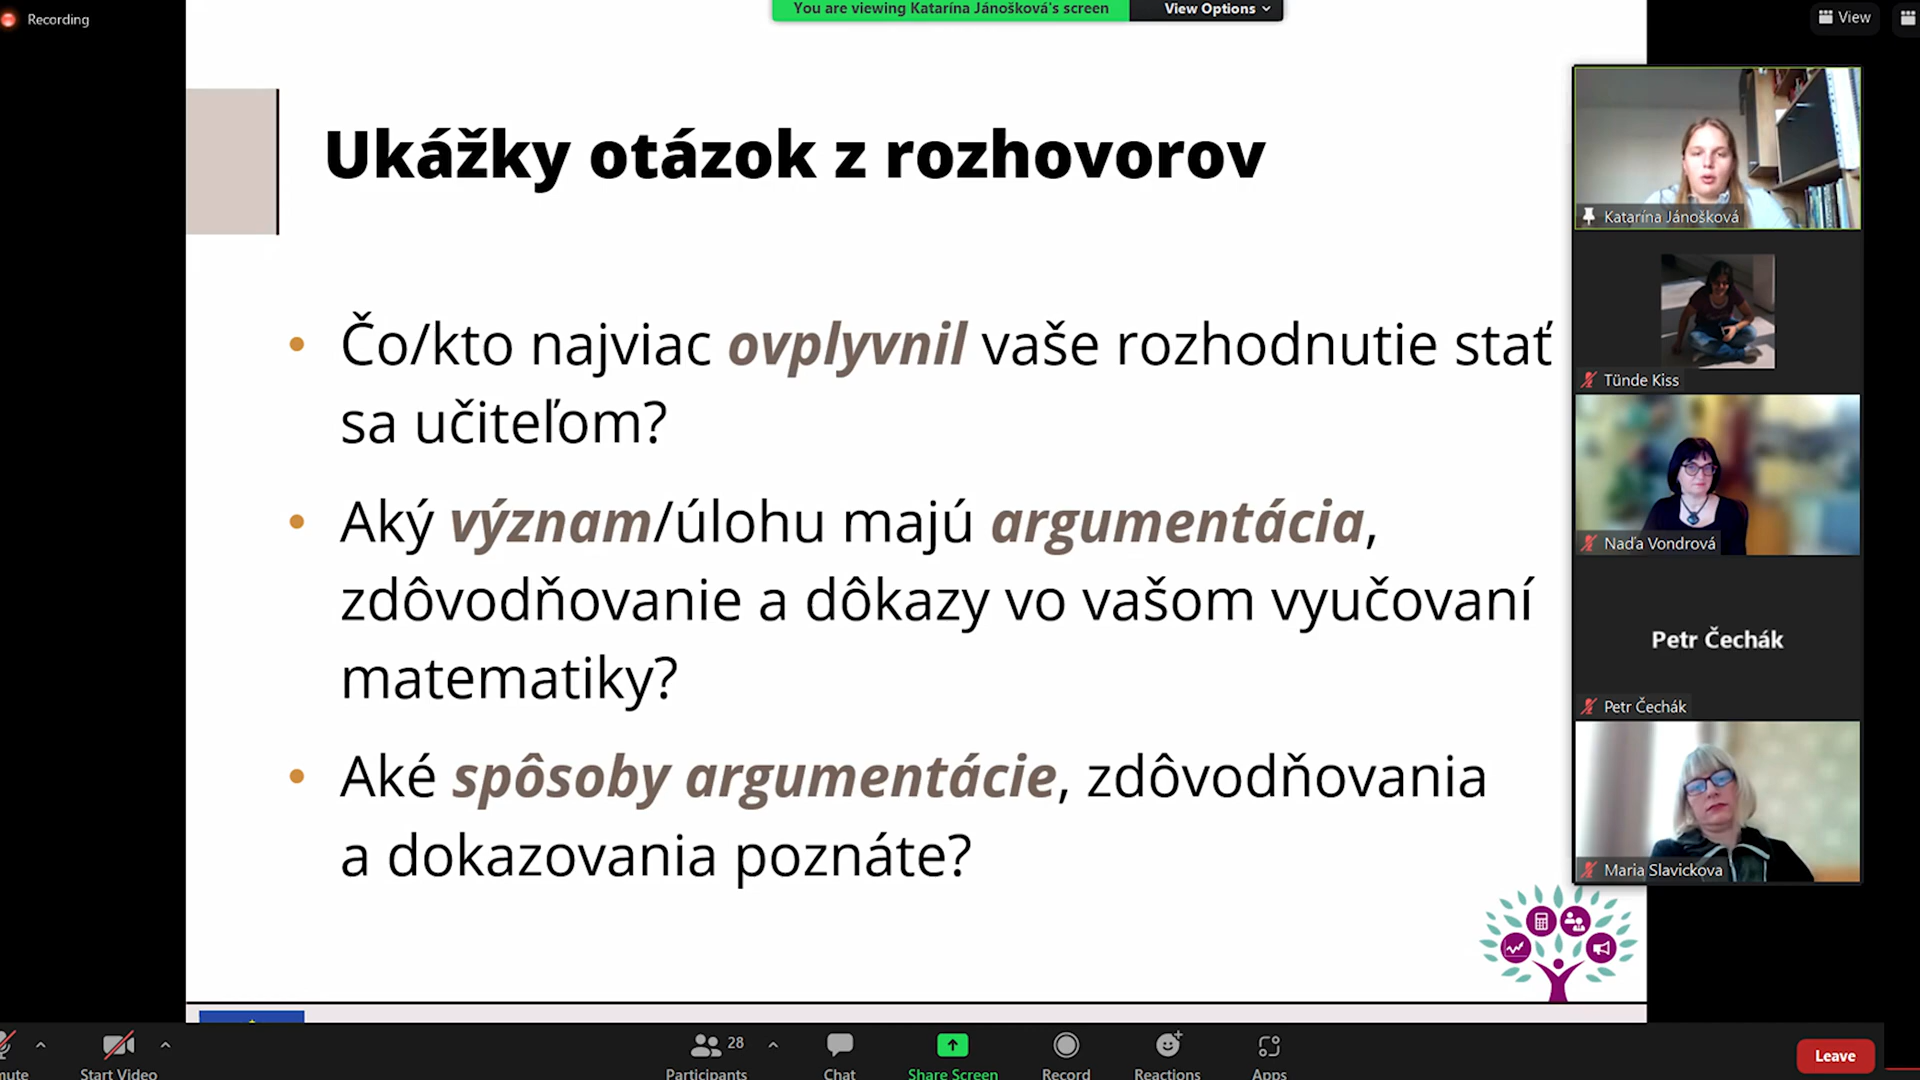 Recording
You are viewing Katarína Jánošková's screen
View Options
View
Ukážky otázok z rozhovorov
Čo/kto najviac ovplyvnil vaše rozhodnutie stať
sa učiteľom?
Aký význam/úlohu majú argumentácia,
zdôvodňovanie a dôkazy vo vašom vyučovaní
matematiky?
Aké spôsoby argumentácie, zdôvodňovania
a dokazovania poznáte?
Katarína Jánošková
Tünde Kiss
Naďa Vondrová
Petr Čechák
Petr Čechák
Maria Slavickova
mute
Start Video
28
Participants
Chat
Share Screen
Record
Reactions
Apps
Leave